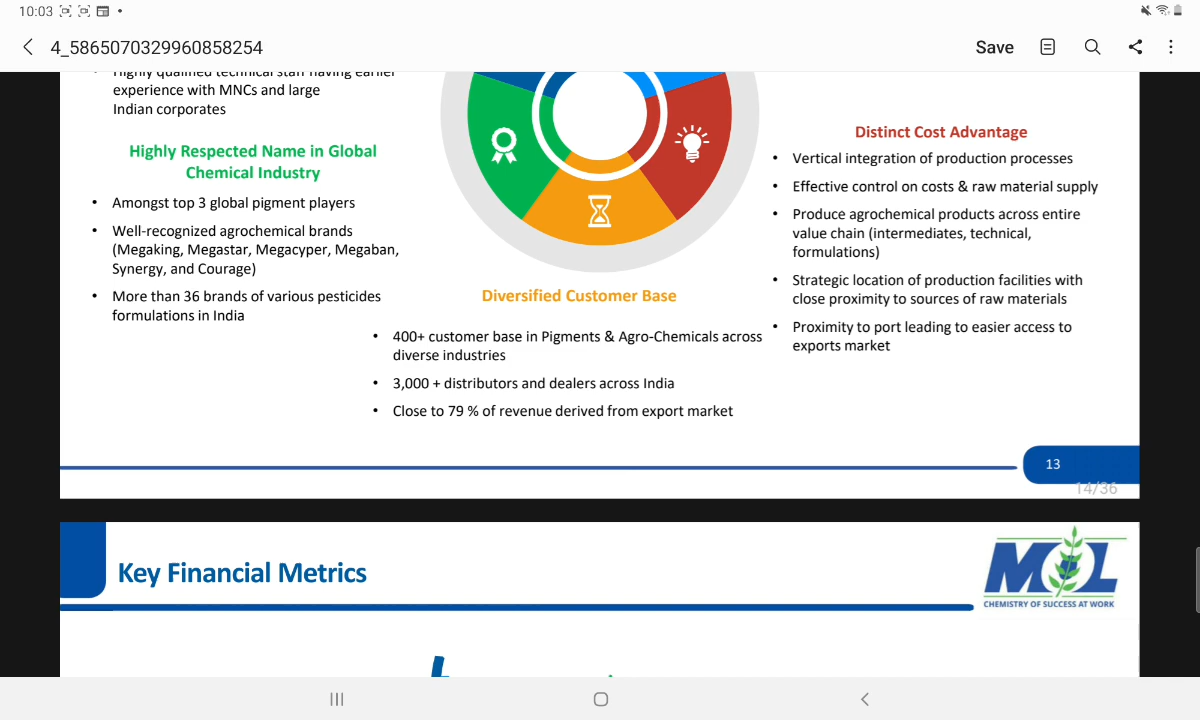 10:03
4_5865070329960858254
Save
Highly qualified technical staff having earlier
experience with MNCs and large
Indian corporates
Highly Respected Name in Global
Chemical Industry
• Amongst top 3 global pigment players
• Well-recognized agrochemical brands
(Megaking, Megastar, Megacyper, Megaban,
Synergy, and Courage)
• More than 36 brands of various pesticides
formulations in India
Diversified Customer Base
• 400+ customer base in Pigments & Agro-Chemicals across
diverse industries
• 3,000 + distributors and dealers across India
• Close to 79 % of revenue derived from export market
Distinct Cost Advantage
• Vertical integration of production processes
• Effective control on costs & raw material supply
• Produce agrochemical products across entire
value chain (intermediates, technical,
formulations)
• Strategic location of production facilities with
close proximity to sources of raw materials
• Proximity to port leading to easier access to
exports market
13
14/36
Key Financial Metrics
MOL
CHEMISTRY OF SUCCESS AT WORK